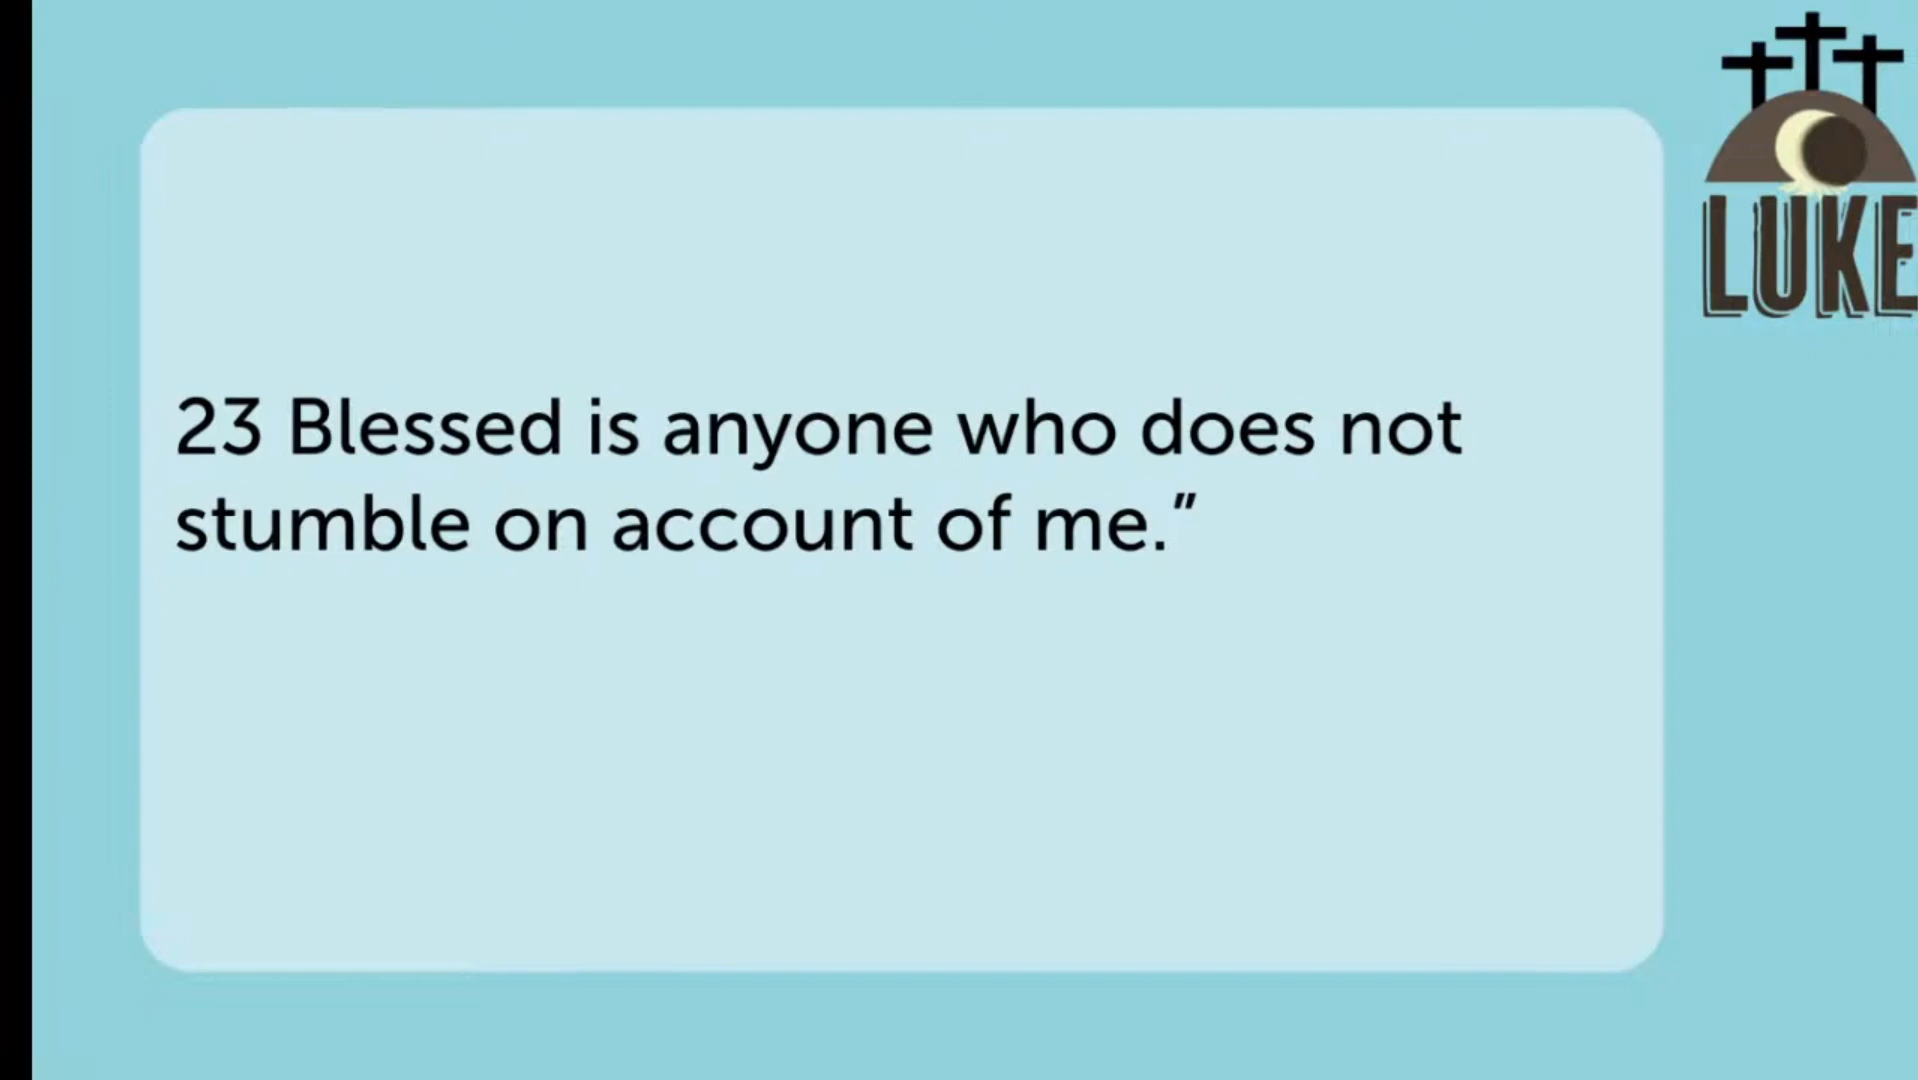 23 Blessed is anyone who does not
stumble on account of me.”
LUKE